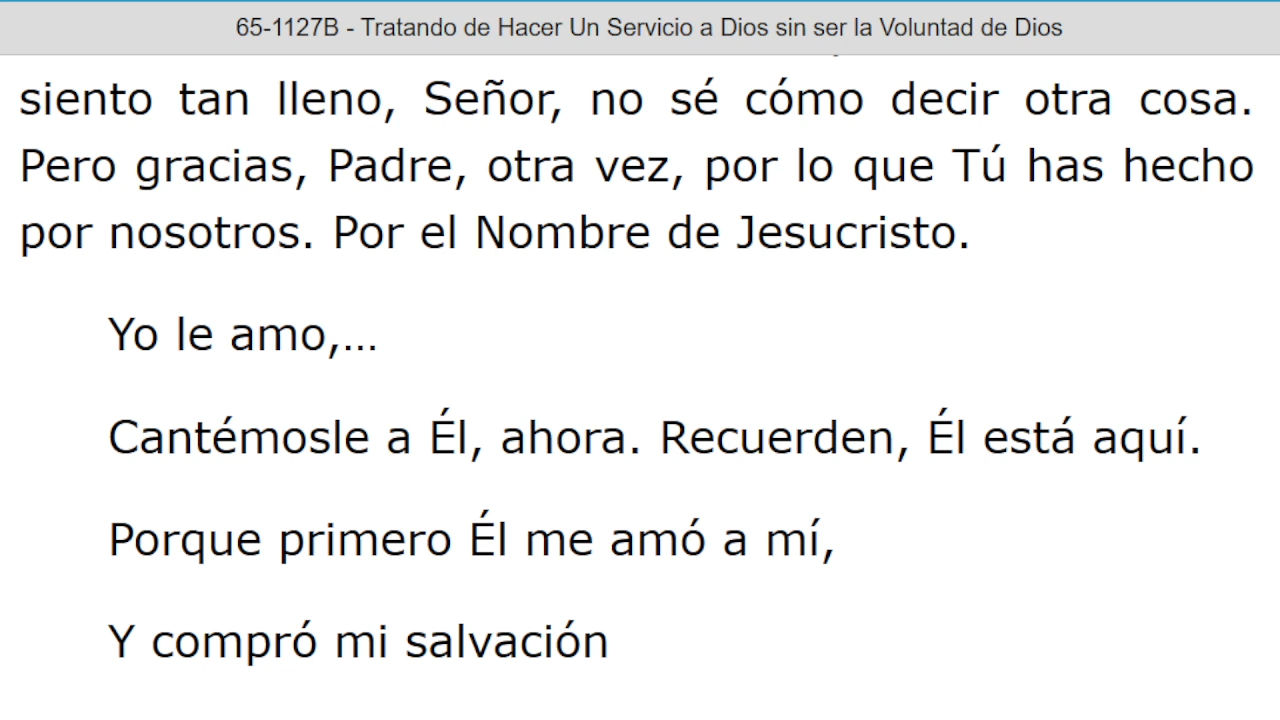 65-1127B - Tratando de Hacer Un Servicio a Dios sin ser la Voluntad de Dios
siento tan lleno, Señor, no sé cómo decir otra cosa.
Pero gracias, Padre, otra vez, por lo que Tú has hecho
por nosotros. Por el Nombre de Jesucristo.
Yo le amo,...
Cantémosle a Él, ahora. Recuerden, Él está aquí.
Porque primero Él me amó a mí,
Y compró mi salvación